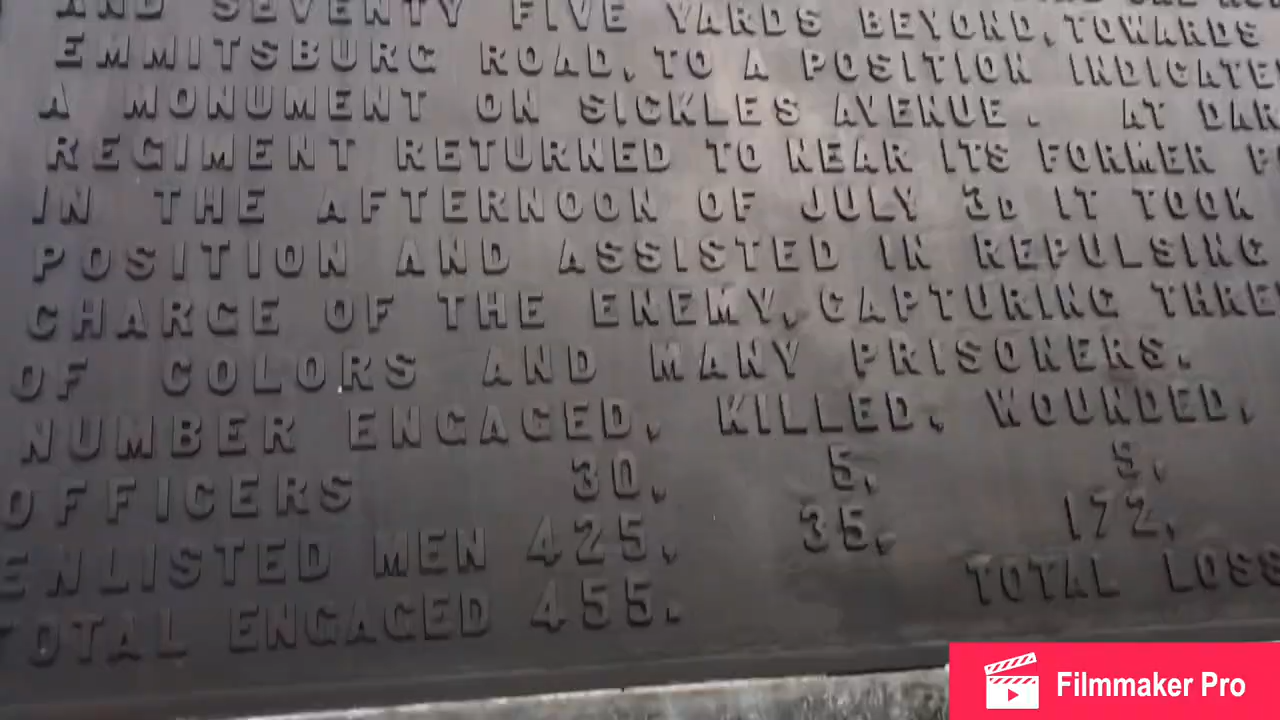 AND SEVENTY FIVE YARDS BEYOND, TOWARDS
EMMITSBURG ROAD, TO A POSITION INDICATE
A MONUMENT ON SICKLES AVENUE. AT DAR
REGIMENT RETURNED TO NEAR ITS FORMER P
IN THE AFTERNOON OF JULY 3D IT TOOK
POSITION AND ASSISTED IN REPULSING
CHARGE OF THE ENEMY, CAPTURING THRE
OF COLORS AND MANY PRISONERS.
NUMBER ENGAGED, KILLED, WOUNDED,
OFFICERS 30, 5, 9,
ENLISTED MEN 425, 35, 172,
TOTAL ENGAGED 455. TOTAL LOSS
Filmmaker Pro